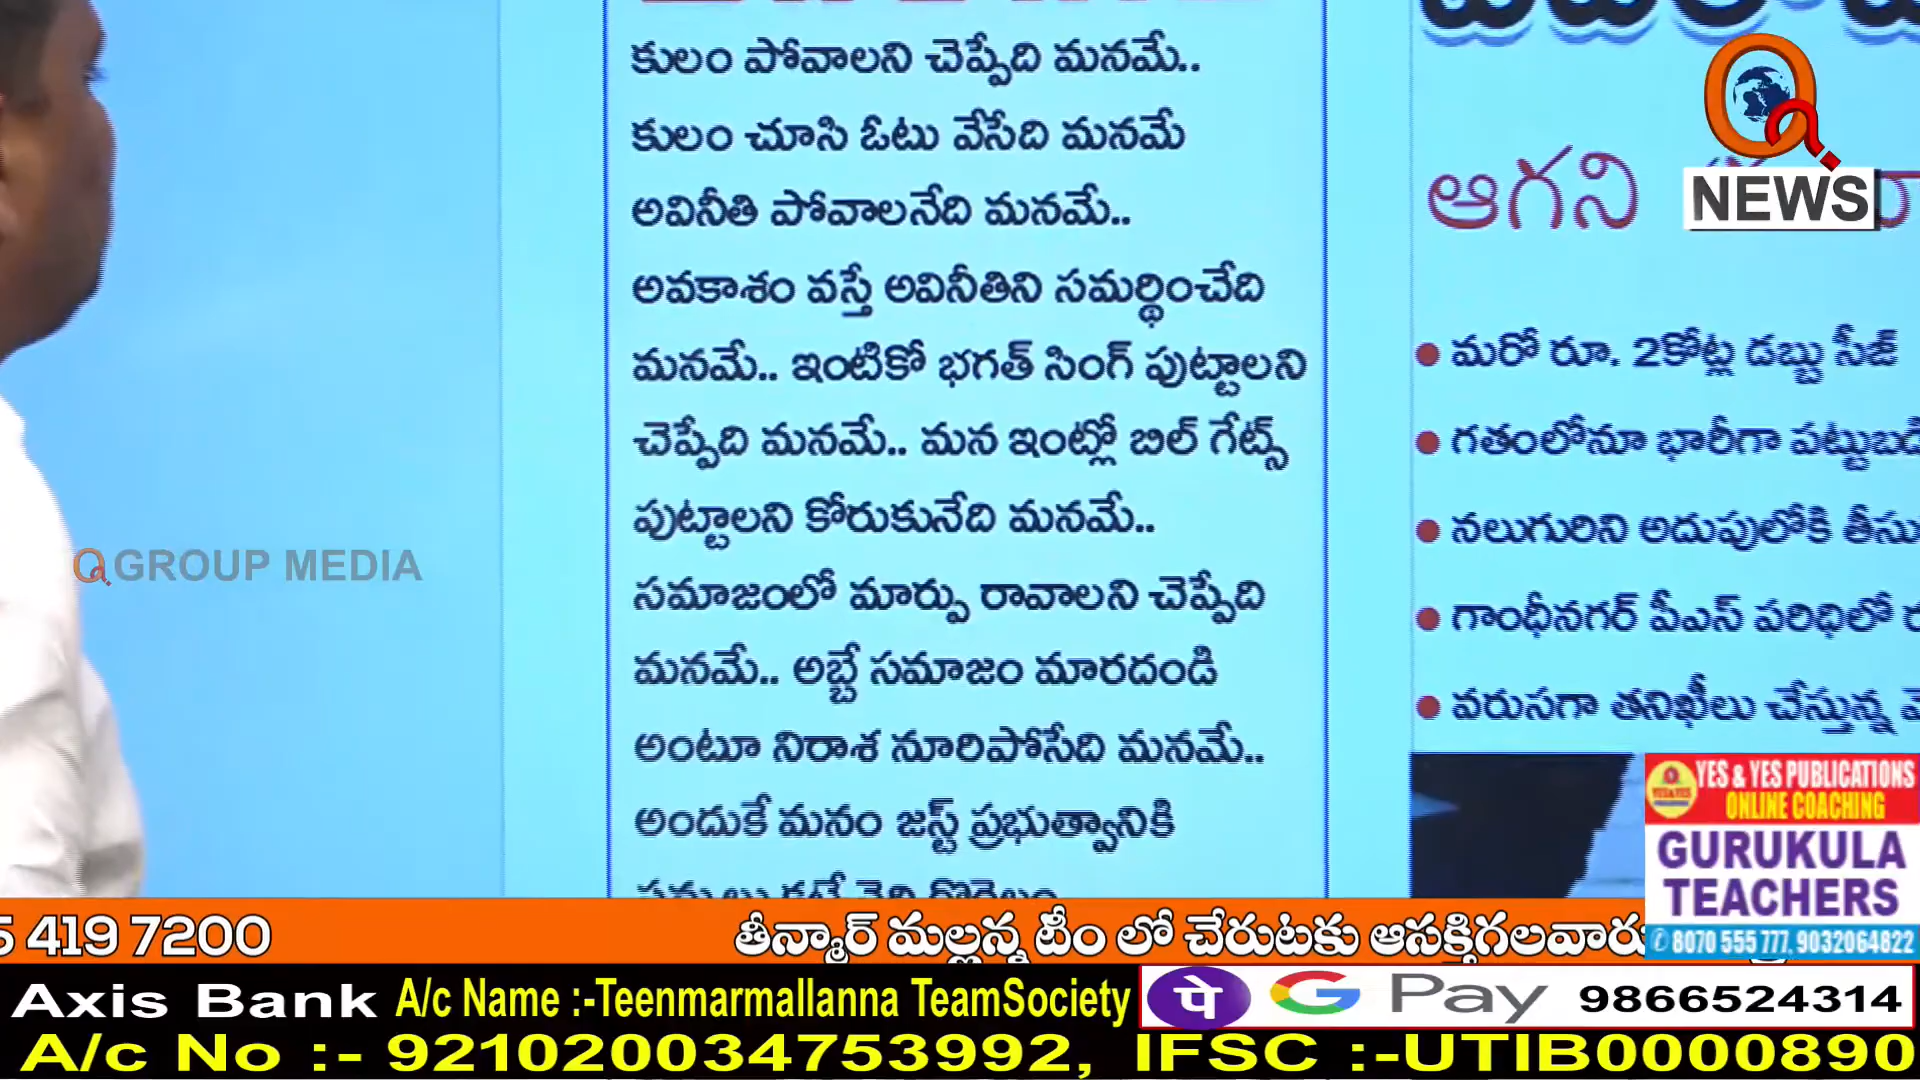 కులం పోవాలని చెప్పేది మనమే..
కులం చూసి ఓటు వేసేది మనమే
అవినీతి పోవాలనేది మనమే..
అవకాశం వస్తే అవినీతిని సమర్థించేది
మనమే.. ఇంటికో భగత్ సింగ్ పుట్టాలని
చెప్పేది మనమే.. మన ఇంట్లో బిల్ గేట్స్
పుట్టాలని కోరుకునేది మనమే..
సమాజంలో మార్పు రావాలని చెప్పేది
మనమే.. అబ్బే సమాజం మారదండి
అంటూ నిరాశ నూరిపోసేది మనమే..
అందుకే మనం జస్ట్ ప్రభుత్వానికి
ఆగని
మరో రూ. 2కోట్ల డబ్బు సీజ్
గతంలోనూ భారీగా
నలుగురిని అదుపులోకి
గాంధీనగర్ పీఎస్ పరిధిలో
వరుసగా తనిఖీలు చేస్తున్న
Q NEWS
Q GROUP MEDIA
YES & YES PUBLICATIONS
ONLINE COACHING
GURUKULA
TEACHERS
8070 555 777, 9032064822
5 419 7200
తీన్మార్ మల్లన్న టీం లో చేరుటకు ఆసక్తిగలవారు
Axis Bank A/c Name :-Teenmarmallanna TeamSociety
पे G Pay 9866524314
A/c No :- 921020034753992, IFSC :-UTIB0000890